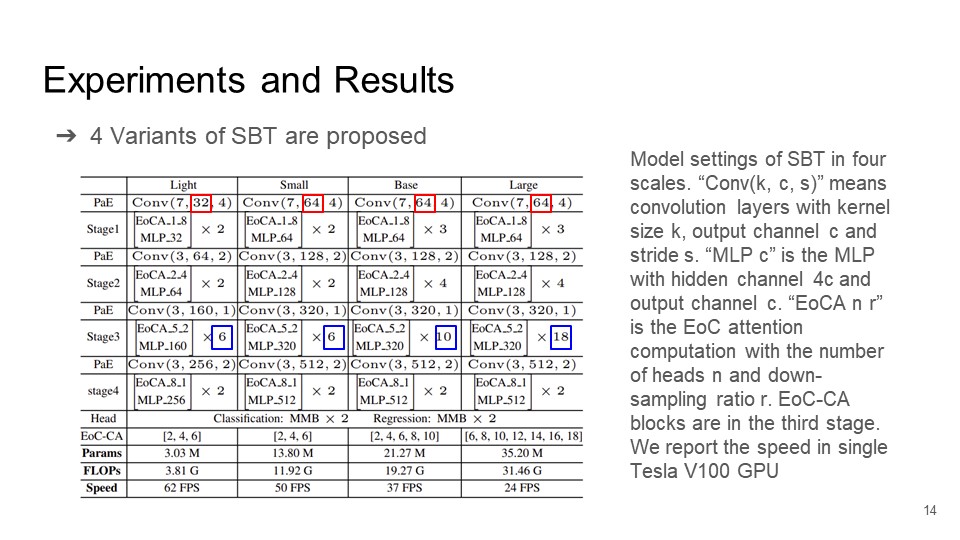 Experiments and Results
➔ 4 Variants of SBT are proposed
Light Small Base Large
PaE Conv(7, 32, 4) Conv(7, 64, 4) Conv(7, 64, 4) Conv(7, 64, 4)
Stage1 EoCA_1_8 MLP_32 × 2 EoCA_1_8 MLP_64 × 2 EoCA_1_8 MLP_64 × 3 EoCA_1_8 MLP_64 × 3
PaE Conv(3, 64, 2) Conv(3, 128, 2) Conv(3, 128, 2) Conv(3, 128, 2)
Stage2 EoCA_2_4 MLP_64 × 2 EoCA_2_4 MLP_128 × 2 EoCA_2_4 MLP_128 × 4 EoCA_2_4 MLP_128 × 4
PaE Conv(3, 160, 1) Conv(3, 320, 1) Conv(3, 320, 1) Conv(3, 320, 1)
Stage3 EoCA_5_2 MLP_160 × 6 EoCA_5_2 MLP_320 × 6 EoCA_5_2 MLP_320 × 10 EoCA_5_2 MLP_320 × 18
PaE Conv(3, 256, 2) Conv(3, 512, 2) Conv(3, 512, 2) Conv(3, 512, 2)
stage4 EoCA_8_1 MLP_256 × 2 EoCA_8_1 MLP_512 × 2 EoCA_8_1 MLP_512 × 2 EoCA_8_1 MLP_512 × 2
Head Classification: MMB × 2 Regression: MMB × 2
EoC-CA [2, 4, 6] [2, 4, 6] [2, 4, 6, 8, 10] [6, 8, 10, 12, 14, 16, 18]
Params 3.03 M 13.80 M 21.27 M 35.20 M
FLOPs 3.81 G 11.92 G 19.27 G 31.46 G
Speed 62 FPS 50 FPS 37 FPS 24 FPS
Model settings of SBT in four
scales. “Conv(k, c, s)” means
convolution layers with kernel
size k, output channel c and
stride s. “MLP c” is the MLP
with hidden channel 4c and
output channel c. “EoCA n r”
is the EoC attention
computation with the number
of heads n and down-
sampling ratio r. EoC-CA
blocks are in the third stage.
We report the speed in single
Tesla V100 GPU
14